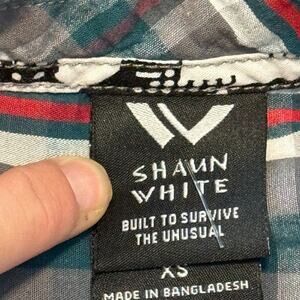 SHAUN
WHITE
BUILT TO SURVIVE
THE UNUSUAL
XS
MADE IN BANGLADESH